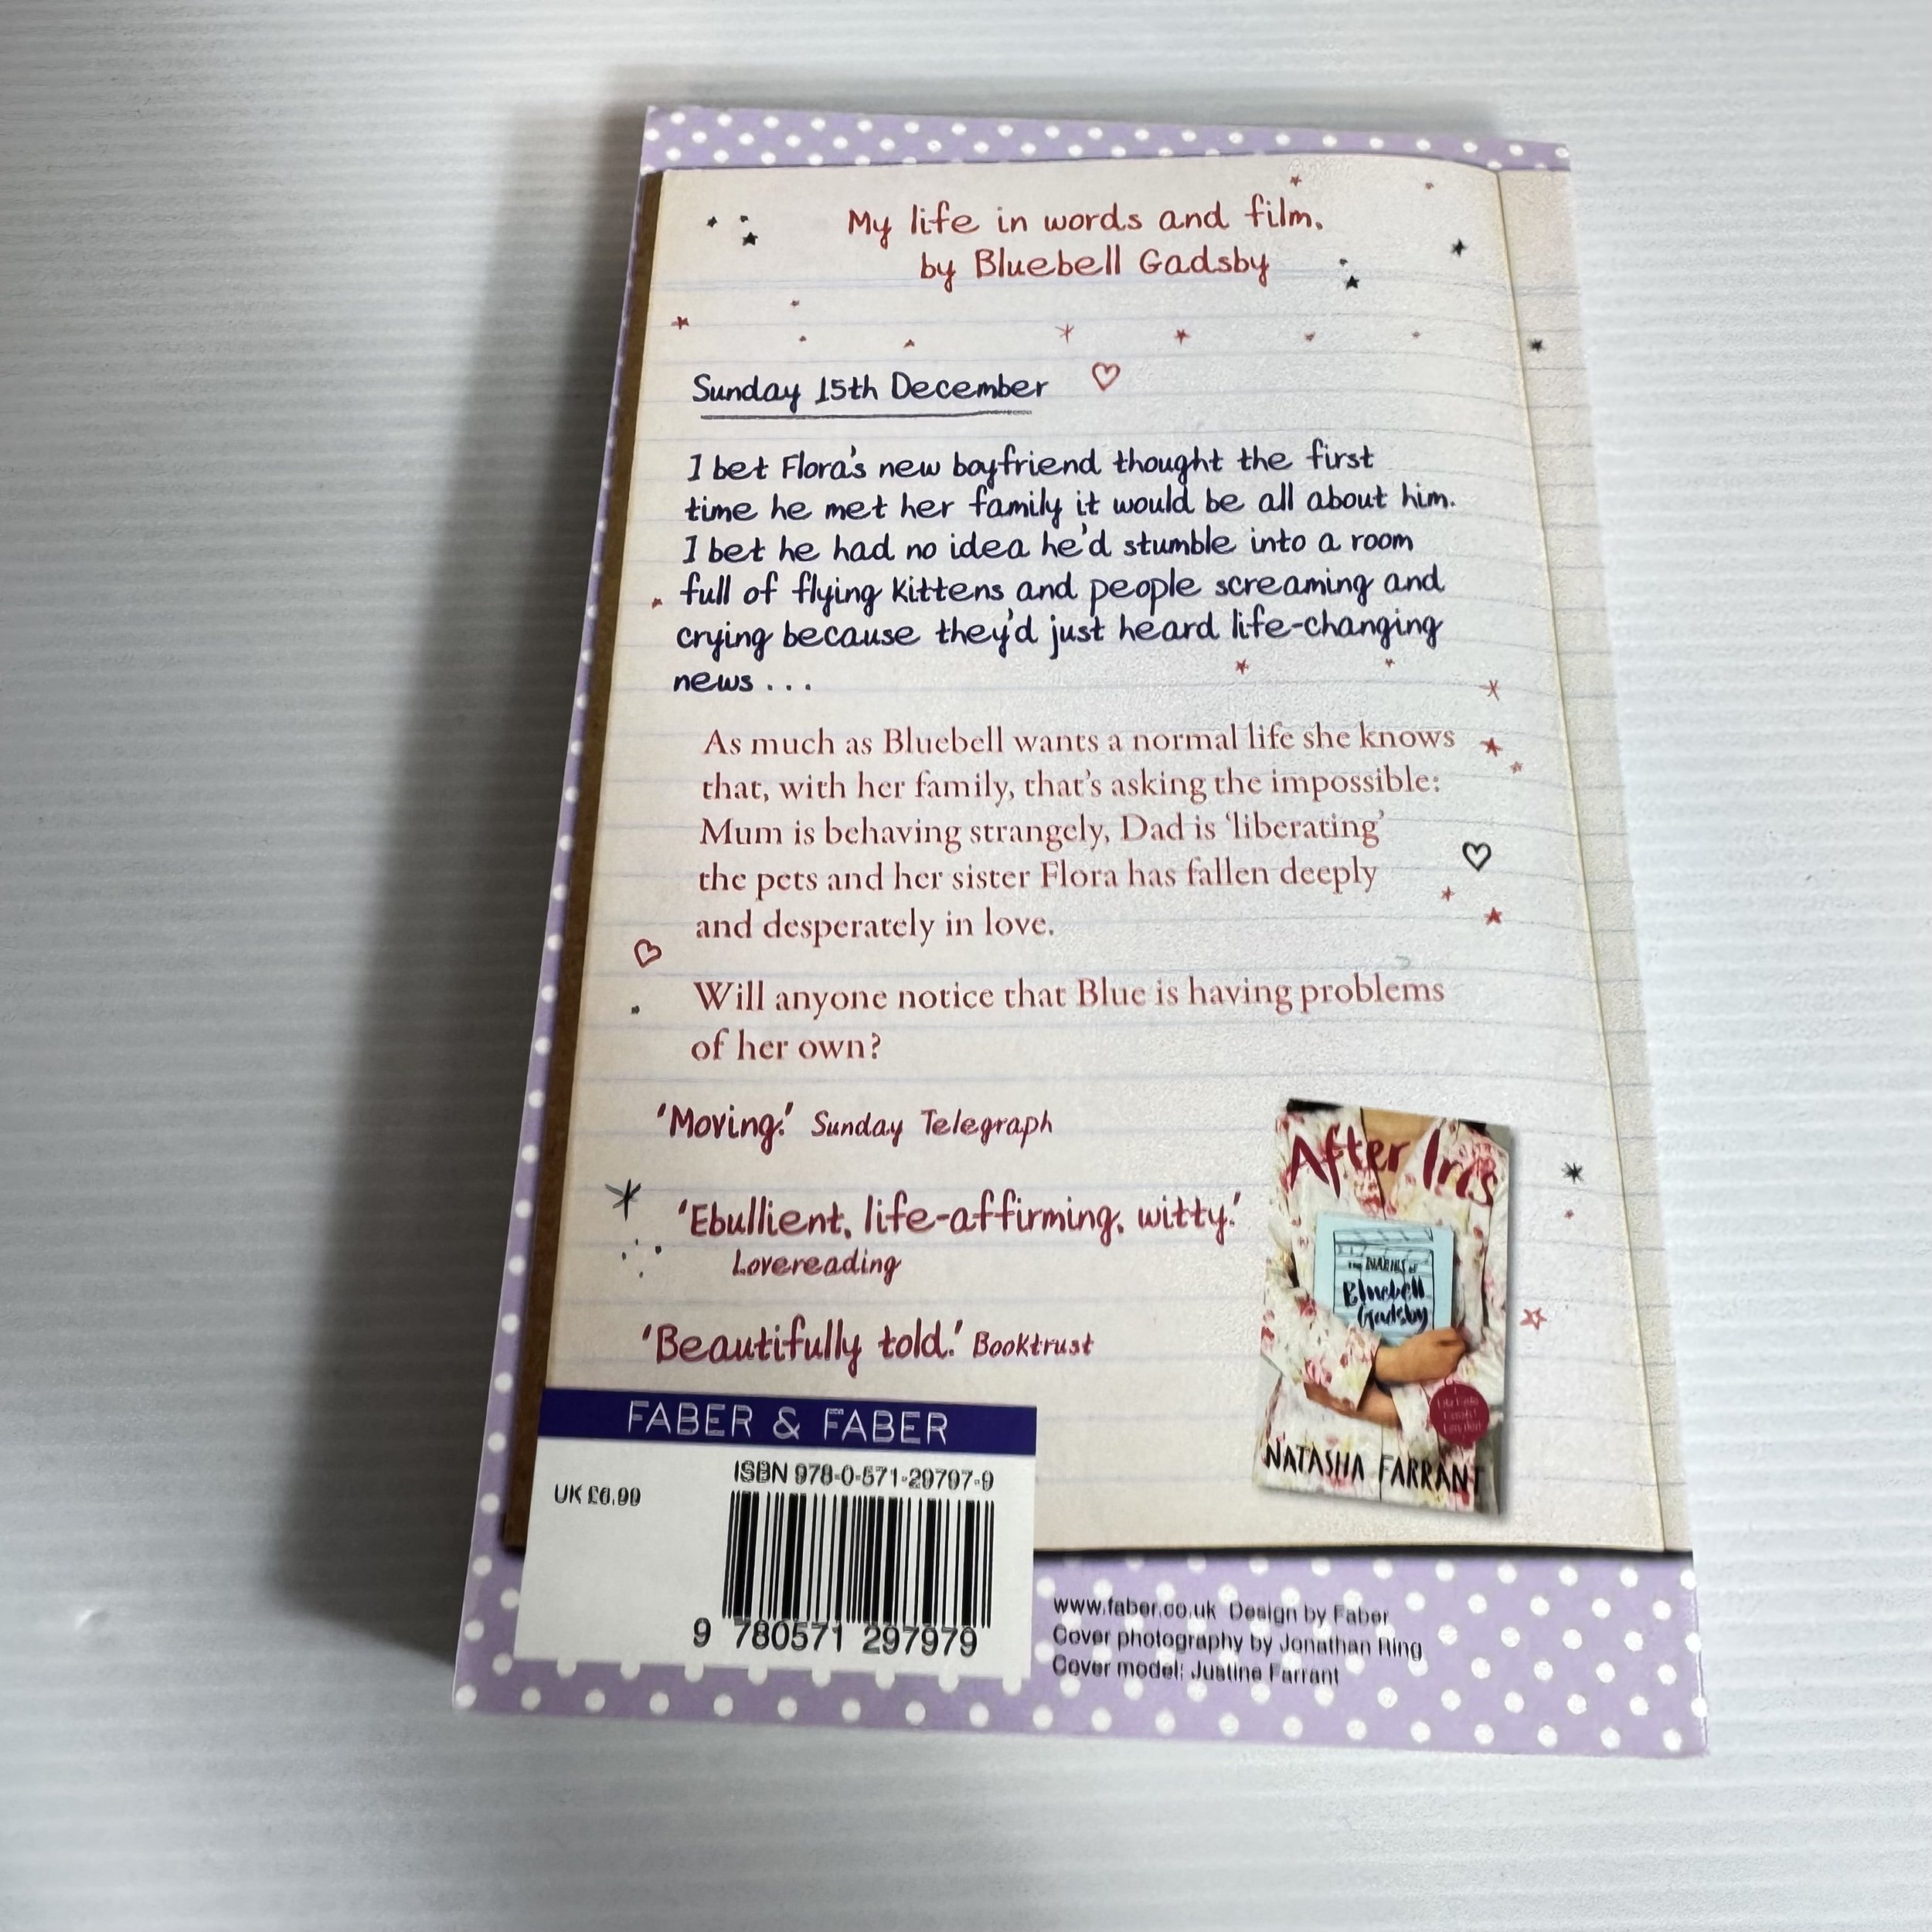 My life in words and film,
by Bluebell Gadsby
Sunday 15th December
I bet Flora's new boyfriend thought the first
time he met her family it would be all about him.
I bet he had no idea he'd stumble into a room
full of flying kittens and people screaming and
crying because they'd just heard life-changing
news...
As much as Bluebell wants a normal life she knows
that, with her family, that's asking the impossible:
Mum is behaving strangely, Dad is 'liberating'
the pets and her sister Flora has fallen deeply
and desperately in love.
Will anyone notice that Blue is having problems
of her own?
'Moving.' Sunday Telegraph
'Ebullient, life-affirming, witty.'
Lovereading
'Beautifully told.' Booktrust
After Iris
THE DIARIES of
Bluebell
Gadsby
NATASHA FARRANT
FABER & FABER
ISBN 978-0-571-29797-9
UK £6.99
9 780571 297979
www.faber.co.uk Design by Faber
Cover photography by Jonathan Ring
Cover model: Justine Farrant